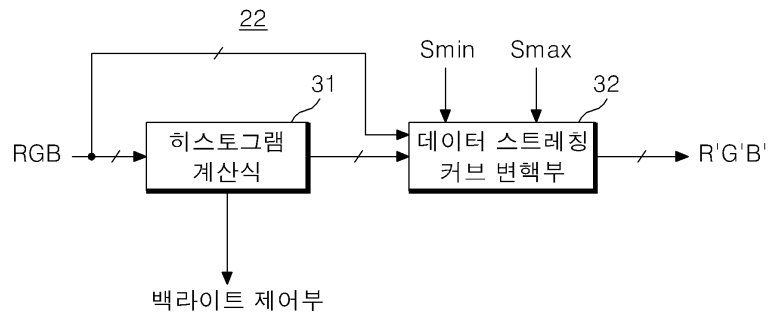 22
Smin
Smax
31
32
RGB
히스토그램
계산식
데이터 스트레칭
커브 변핵부
R'G'B'
백라이트 제어부